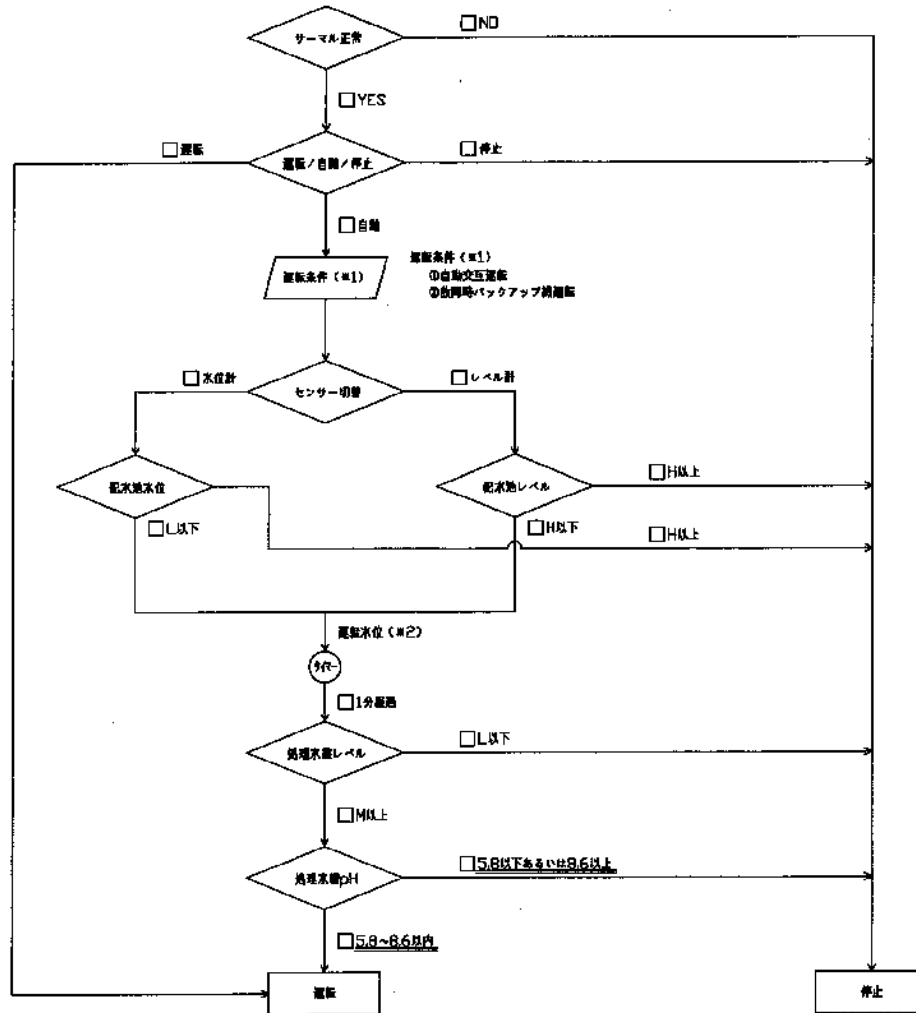 □NO
サーマル正常
□YES
□運転
運転/自動/停止
□停止
□自動
運転条件(※1)
運転条件(※1)
①自動交互運転
②故障時バックアップ機運転
□水位計
センサー切替
□レベル計
配水池水位
配水池レベル
□H以上
□L以下
□H以下
□H以上
運転水位(※2)
タイマー
□1分経過
処理水槽レベル
□L以下
□M以上
処理水槽pH
□5.8以下あるいは8.6以上
□5.8~8.6以内
運転
停止